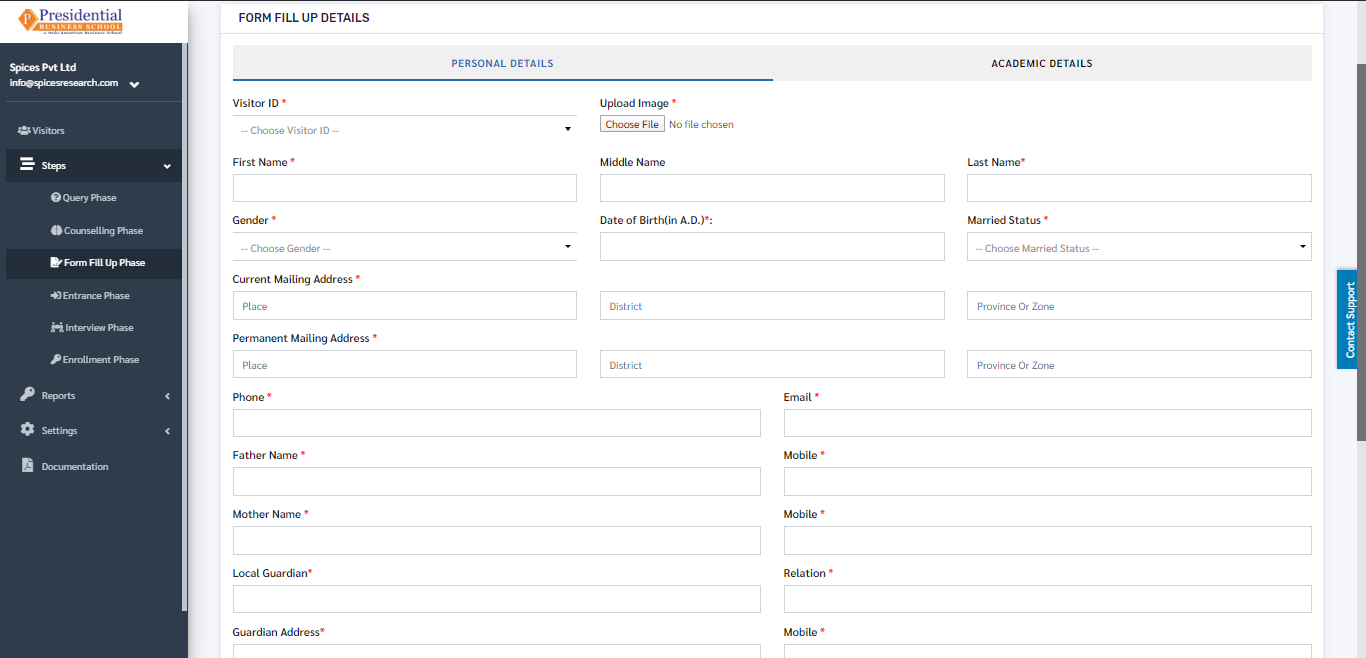 Presidential
BUSINESS SCHOOL
Spices Pvt Ltd
info@spicesresearch.com
Visitors
Steps
Query Phase
Counselling Phase
Form Fill Up Phase
Entrance Phase
Interview Phase
Enrollment Phase
Reports
Settings
Documentation
FORM FILL UP DETAILS
PERSONAL DETAILS ACADEMIC DETAILS
Visitor ID * Upload Image *
-- Choose Visitor ID -- Choose File No file chosen
First Name * Middle Name Last Name*
Gender * Date of Birth(in A.D.)*: Married Status *
-- Choose Gender -- -- Choose Married Status --
Current Mailing Address *
Place District Province Or Zone
Permanent Mailing Address *
Place District Province Or Zone
Phone * Email *
Father Name * Mobile *
Mother Name * Mobile *
Local Guardian* Relation *
Guardian Address* Mobile *
Contact Support